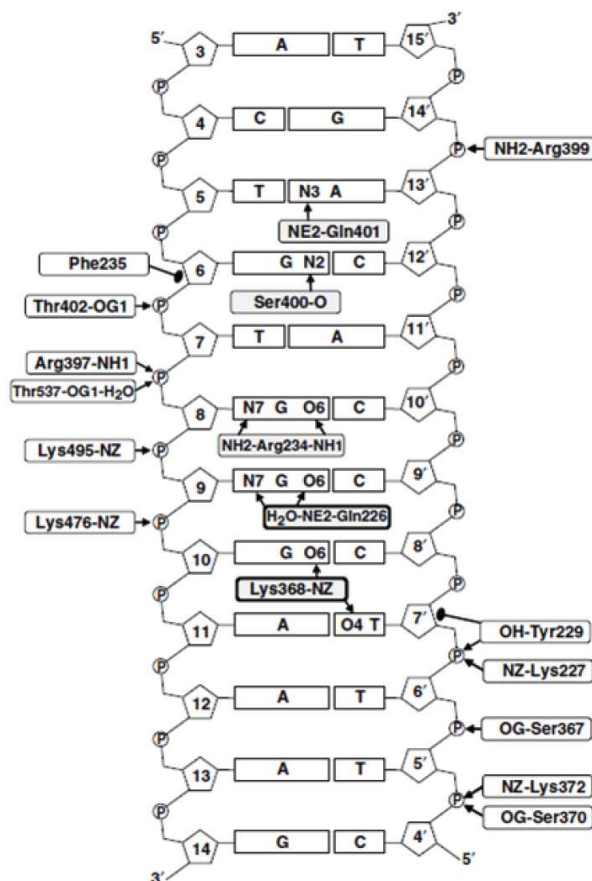 3′
5′ 3 A T 15′
P P
4 C G 14′
P P NH2-Arg399
5 T N3 A 13′
P NE2-Gln401 P
Phe235 6 G N2 C 12′
Thr402-OG1 P Ser400-O P
7 T A 11′
Arg397-NH1 P P
Thr537-OG1-H₂O
8 N7 G O6 C 10′
Lys495-NZ P NH2-Arg234-NH1 P
9 N7 G O6 C 9′
Lys476-NZ P H₂O-NE2-Gln226 P
10 G O6 C 8′
P Lys368-NZ P
11 A O4 T 7′
OH-Tyr229
P P
NZ-Lys227
12 A T 6′
P P OG-Ser367
13 A T 5′
NZ-Lys372
P P
OG-Ser370
14 G C 4′
3′ 5′